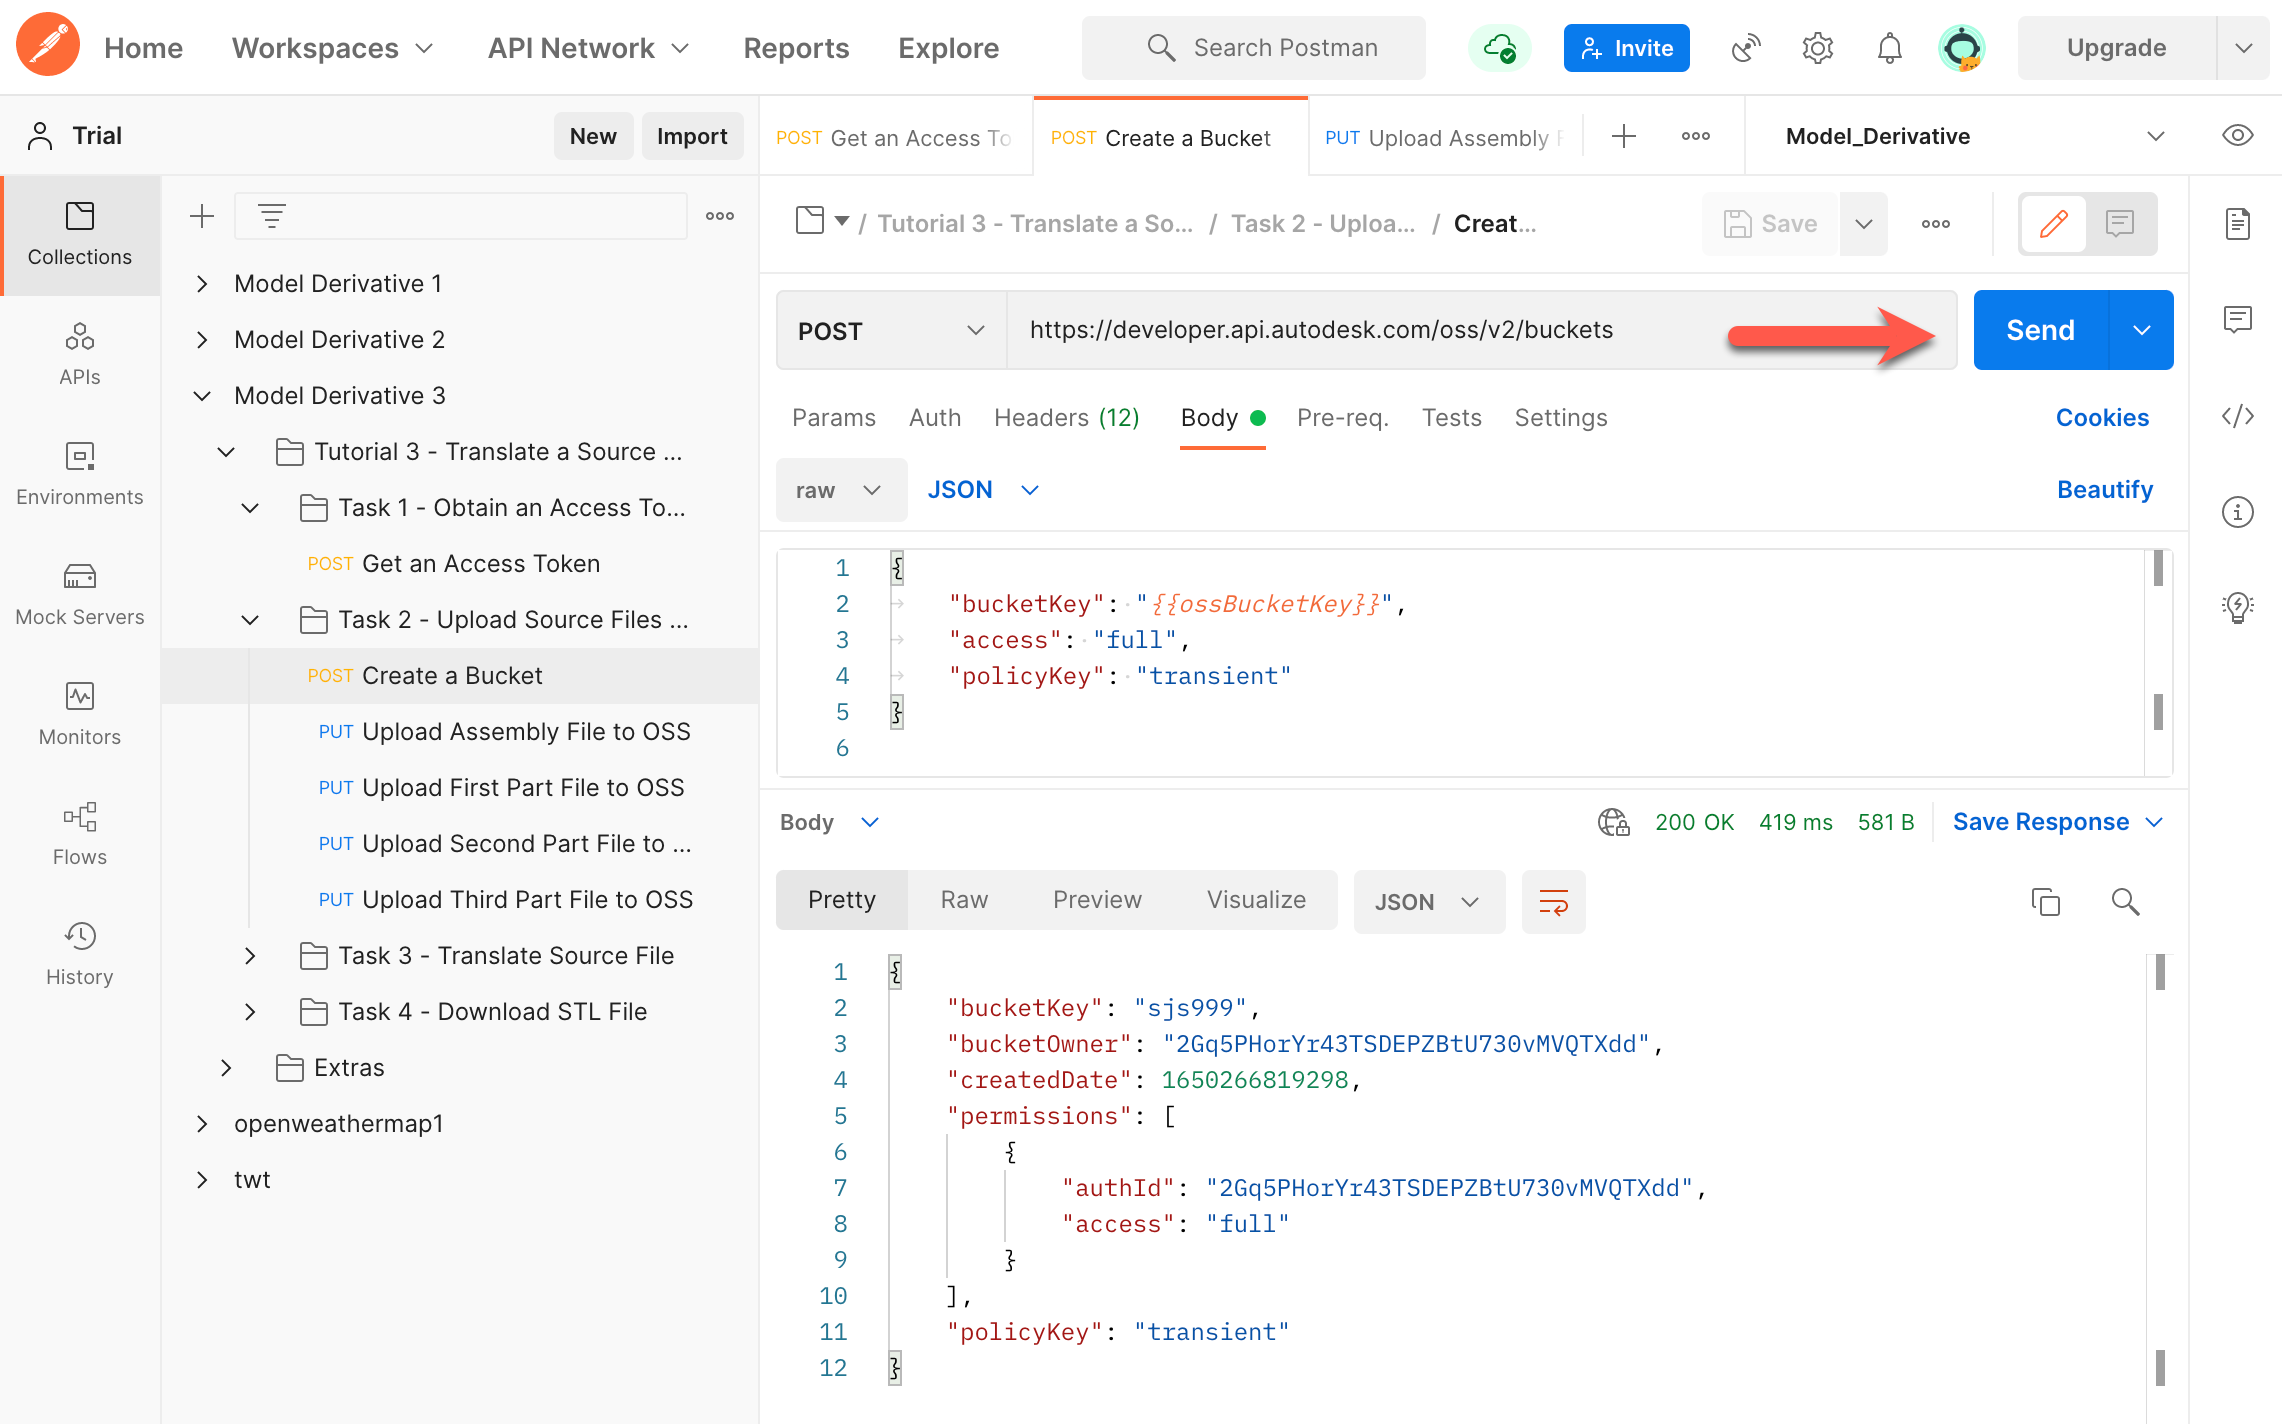 Home
Workspaces
API Network
Reports
Explore
Search Postman
Invite
Upgrade
Trial
New
Import
POST Get an Access To
POST Create a Bucket
PUT Upload Assembly F
Model_Derivative
Collections
APIs
Environments
Mock Servers
Monitors
Flows
History
Model Derivative 1
Model Derivative 2
Model Derivative 3
Tutorial 3 - Translate a Source ...
Task 1 - Obtain an Access To...
POST Get an Access Token
Task 2 - Upload Source Files ...
POST Create a Bucket
PUT Upload Assembly File to OSS
PUT Upload First Part File to OSS
PUT Upload Second Part File to ...
PUT Upload Third Part File to OSS
Task 3 - Translate Source File
Task 4 - Download STL File
Extras
openweathermap1
twt
/ Tutorial 3 - Translate a So... / Task 2 - Uploa... / Creat...
Save
POST
https://developer.api.autodesk.com/oss/v2/buckets
Send
Params
Auth
Headers (12)
Body
Pre-req.
Tests
Settings
Cookies
raw
JSON
Beautify
1 {
2 "bucketKey": "{{ossBucketKey}}",
3 "access": "full",
4 "policyKey": "transient"
5 }
6
Body
200 OK
419 ms
581 B
Save Response
Pretty
Raw
Preview
Visualize
JSON
1 {
2 "bucketKey": "sjs999",
3 "bucketOwner": "2Gq5PHorYr43TSDEPZBtU730vMVQTXdd",
4 "createdDate": 1650266819298,
5 "permissions": [
6 {
7 "authId": "2Gq5PHorYr43TSDEPZBtU730vMVQTXdd",
8 "access": "full"
9 }
10 ],
11 "policyKey": "transient"
12 }